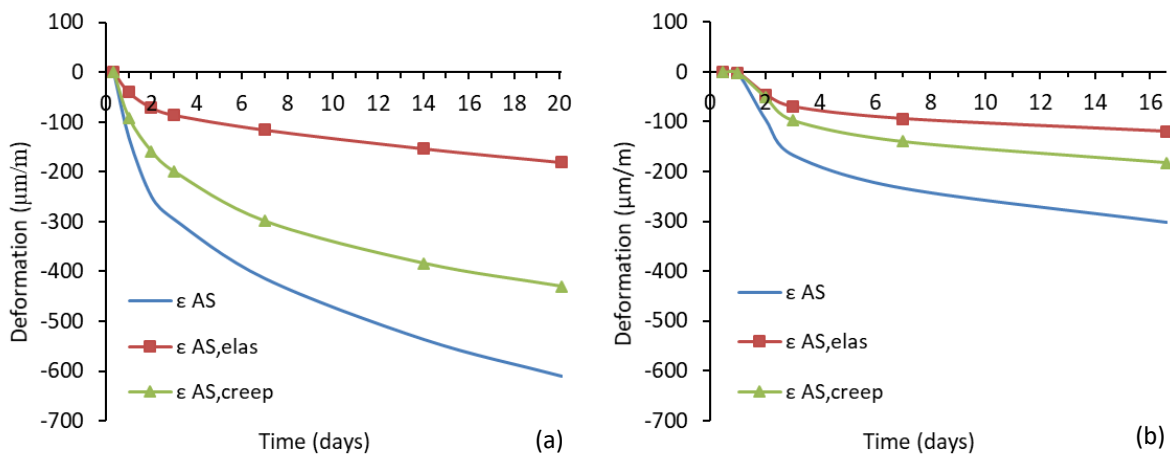 100
0
-100
-200
-300
-400
-500
-600
-700
0 2 4 6 8 10 12 14 16 18 20
Deformation (μm/m)
ε AS
ε AS,elas
ε AS,creep
Time (days)
(a)
100
0
-100
-200
-300
-400
-500
-600
-700
0 2 4 6 8 10 12 14 16
Deformation (μm/m)
ε AS
ε AS,elas
ε AS,creep
Time (days)
(b)